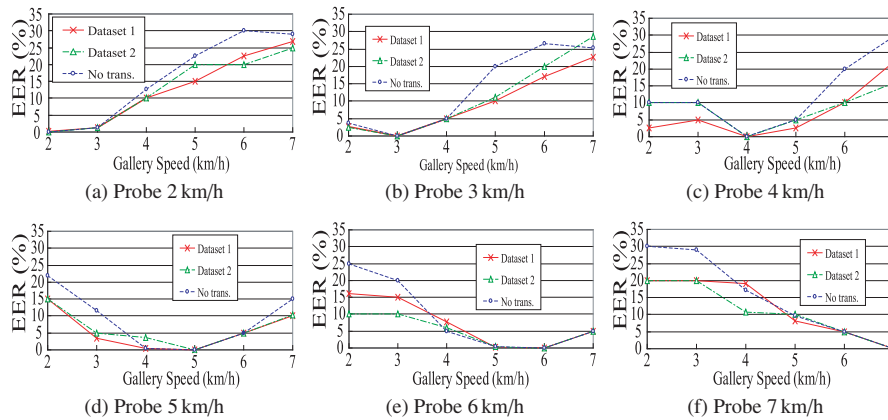 EER (%)
35
30
25
20
15
10
5
0
Dataset 1
Dataset 2
No trans.
2 3 4 5 6 7
Gallery Speed (km/h)
(a) Probe 2 km/h
EER (%)
35
30
25
20
15
10
5
0
Dataset 1
Dataset 2
No trans.
2 3 4 5 6 7
Gallery Speed (km/h)
(b) Probe 3 km/h
EER (%)
40
35
30
25
20
15
10
5
0
Dataset 1
Datase 2
No trans.
2 3 4 5 6 7
Gallery Speed (km/h)
(c) Probe 4 km/h
EER (%)
35
30
25
20
15
10
5
0
Dataset 1
Dataset 2
No trans.
2 3 4 5 6 7
Gallery Speed (km/h)
(d) Probe 5 km/h
EER (%)
35
30
25
20
15
10
5
0
Dataset 1
Dataset 2
No trans.
2 3 4 5 6 7
Gallery Speed (km/h)
(e) Probe 6 km/h
EER (%)
35
30
25
20
15
10
5
0
Dataset 1
Dataset 2
No trans.
2 3 4 5 6 7
Gallery Speed (km/h)
(f) Probe 7 km/h